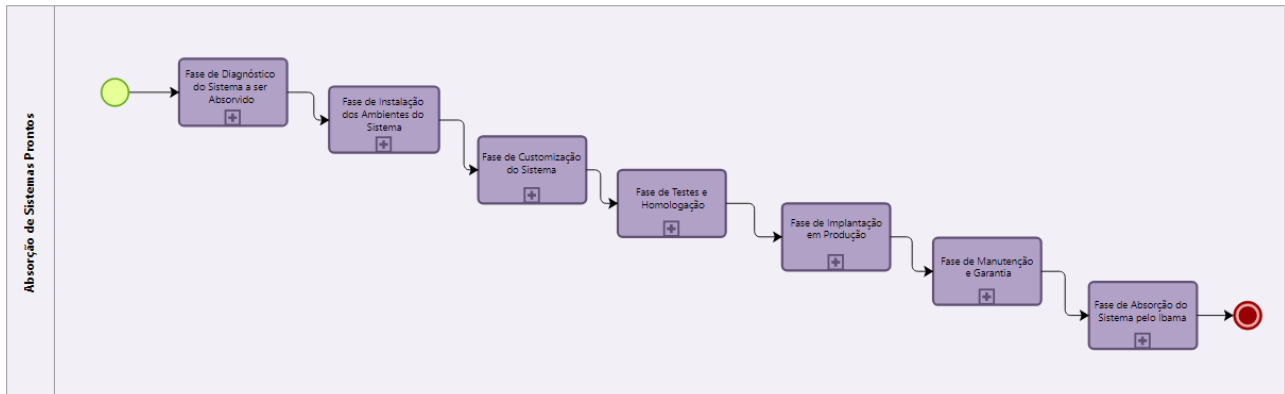 Absorção de Sistemas Prontos
Fase de Diagnóstico
do Sistema a ser
Absorvido
Fase de Instalação
dos Ambientes do
Sistema
Fase de Customização
do Sistema
Fase de Testes e
Homologação
Fase de Implantação
em Produção
Fase de Manutenção
e Garantia
Fase de Absorção do
Sistema pelo Ibama